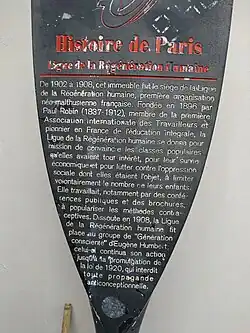 Histoire de Paris
Ligue de la Régénération humaine
De 1902 à 1908, cet immeuble fut le siège de la Ligue
de la Régénération humaine, première organisation
néo-malthusienne française. Fondée en 1896 par
Paul Robin (1837-1912), membre de la première
Association internationale des Travailleurs et
pionnier en France de l'éducation intégrale, la
Ligue de la Régénération humaine se donna pour
mission de convaincre les classes populaires
qu'elles avaient tout intérêt, pour leur survie
économique et pour lutter contre l'oppression
sociale dont elles étaient l'objet, à limiter
volontairement le nombre de leurs enfants.
Elle travaillait, notamment par des confé-
rences publiques et des brochures,
à populariser les méthodes contra-
ceptives. Dissoute en 1908, la Ligue
de la Régénération humaine fit
place au groupe de "Génération
consciente" d'Eugène Humbert :
celui-ci continua son action
jusqu'à la promulgation de
la loi de 1920, qui interdit
toute propagande
anticonceptionnelle.